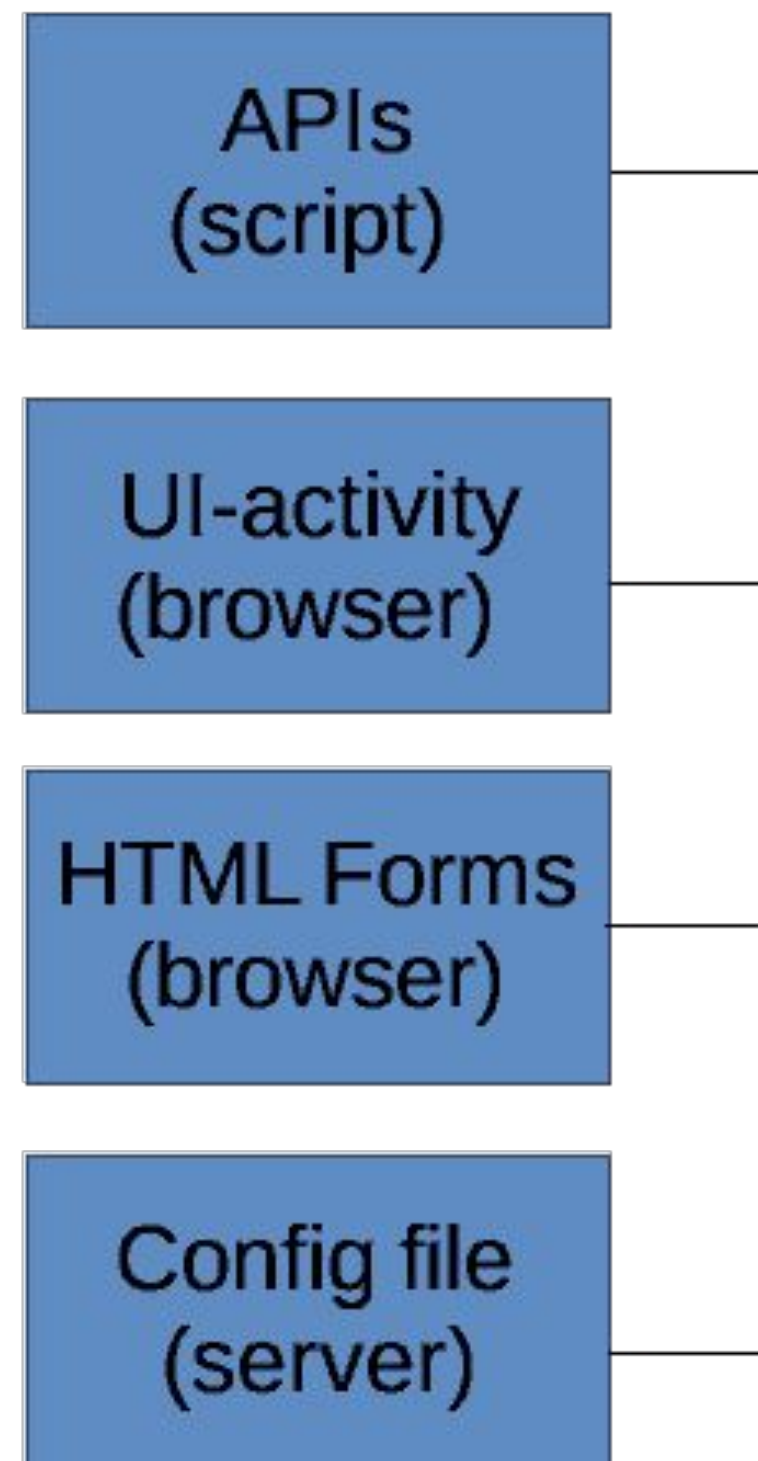 APIs
(script)
UI-activity
(browser)
HTML Forms
(browser)
Config file
(server)